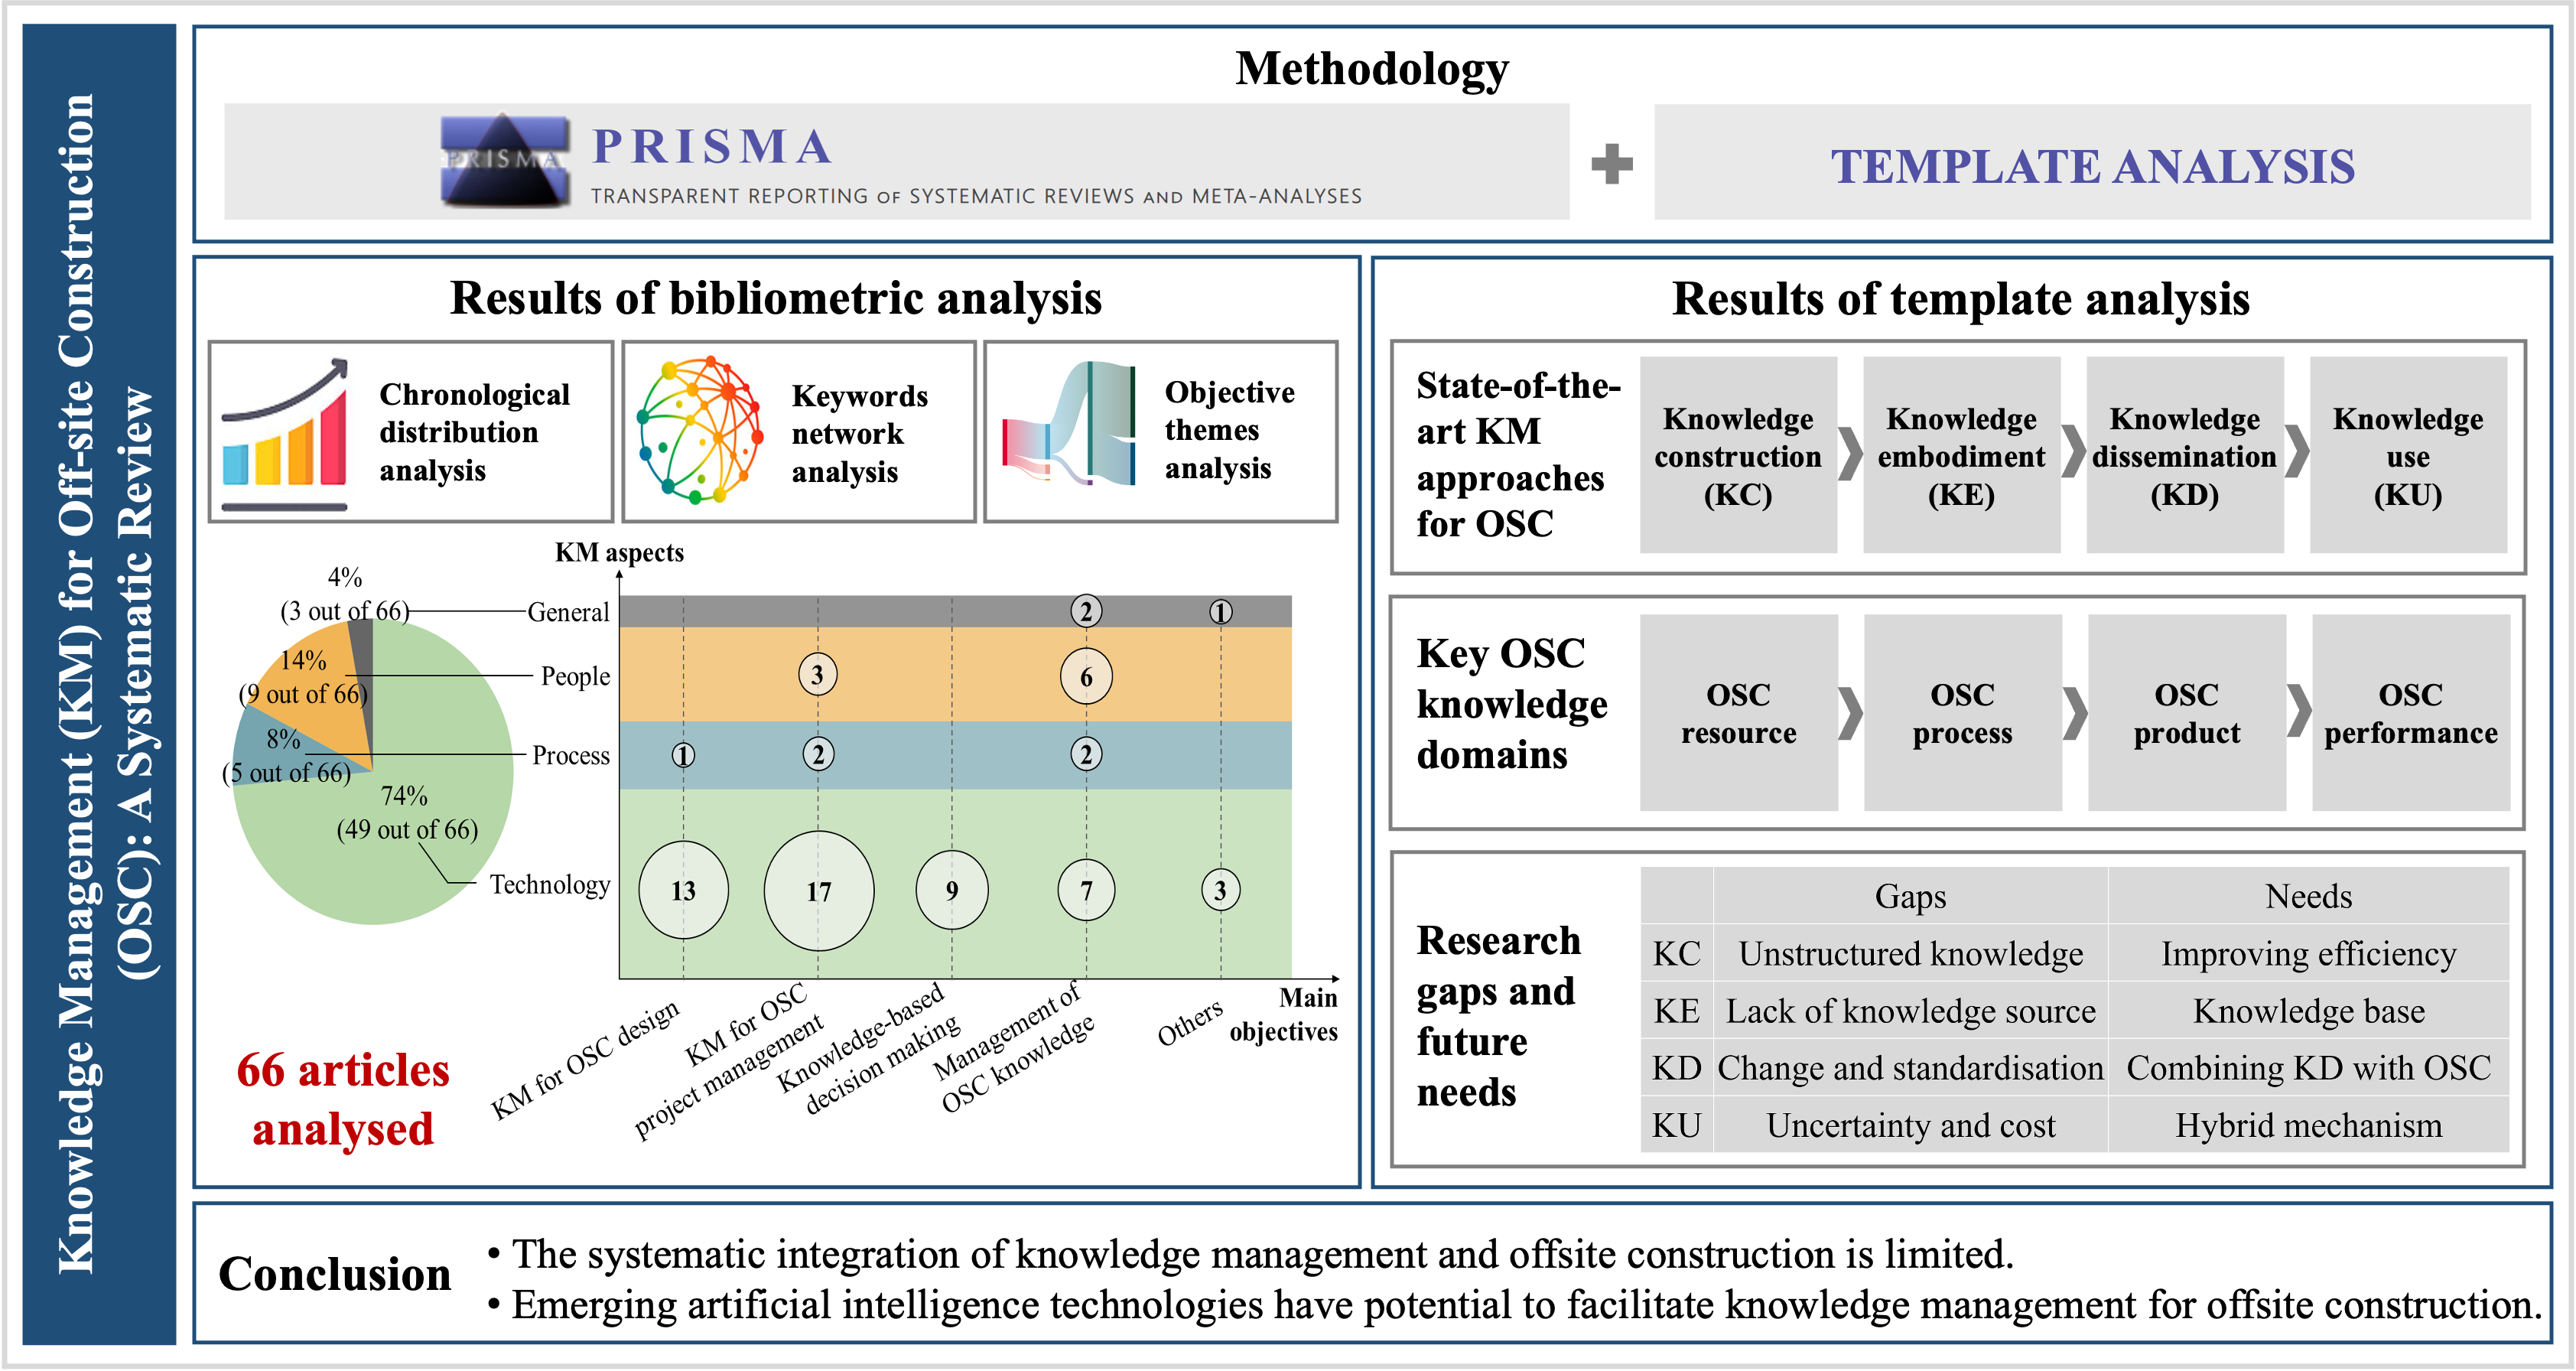 Knowledge Management (KM) for Off-site Construction
(OSC): A Systematic Review
Methodology
PRISMA
PRISMA
TRANSPARENT REPORTING OF SYSTEMATIC REVIEWS AND META-ANALYSES
TEMPLATE ANALYSIS
Results of bibliometric analysis
Chronological
distribution
analysis
Keywords
network
analysis
Objective
themes
analysis
KM aspects
4%
(3 out of 66)
General
2
1
14%
(9 out of 66)
People
3
6
8%
(5 out of 66)
Process
1
2
2
74%
(49 out of 66)
Technology
13
17
9
7
3
Main
objectives
KM for OSC design
KM for OSC
project management
Knowledge-based
decision making
Management of
OSC knowledge
Others
66 articles
analysed
Results of template analysis
State-of-the-
art KM
approaches
for OSC
Knowledge
construction
(KC)
Knowledge
embodiment
(KE)
Knowledge
dissemination
(KD)
Knowledge
use
(KU)
Key OSC
knowledge
domains
OSC
resource
OSC
process
OSC
product
OSC
performance
Research
gaps and
future
needs
Gaps Needs
KC Unstructured knowledge Improving efficiency
KE Lack of knowledge source Knowledge base
KD Change and standardisation Combining KD with OSC
KU Uncertainty and cost Hybrid mechanism
Conclusion
• The systematic integration of knowledge management and offsite construction is limited.
• Emerging artificial intelligence technologies have potential to facilitate knowledge management for offsite construction.